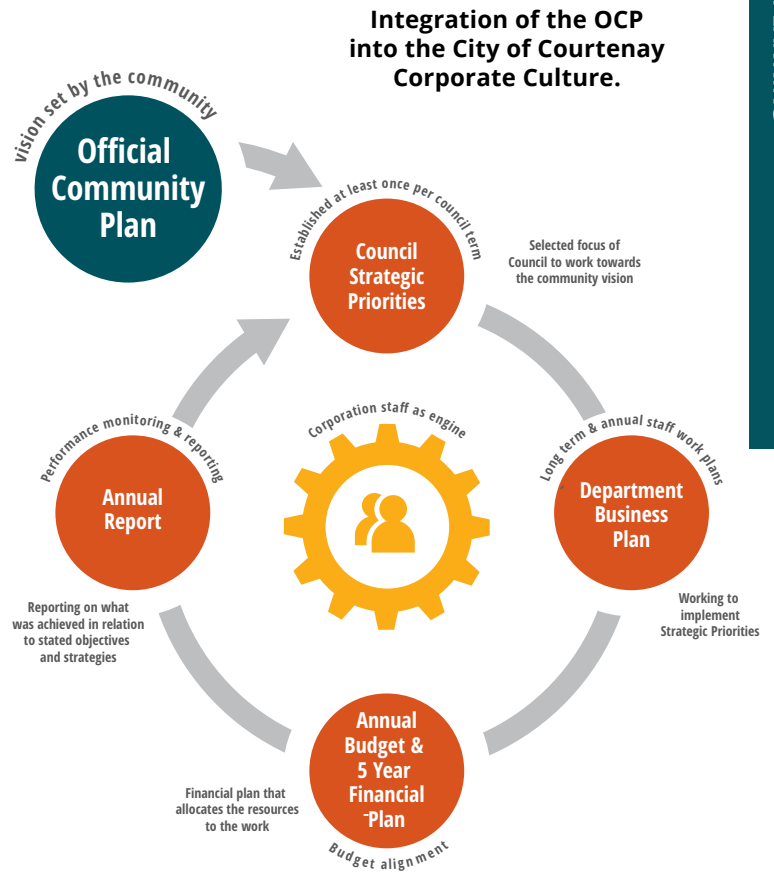 Integration of the OCP
into the City of Courtenay
Corporate Culture.
vision set by the community
Official
Community
Plan
Established at least once per council term
Council
Strategic
Priorities
Selected focus of
Council to work towards
the community vision
Corporation staff as engine
Performance monitoring & reporting
Annual
Report
Long term & annual staff work plans
Department
Business
Plan
Reporting on what
was achieved in relation
to stated objectives
and strategies
Working to
implement
Strategic Priorities
Annual
Budget &
5 Year
Financial
-Plan
Financial plan that
allocates the resources
to the work
Budget alignment